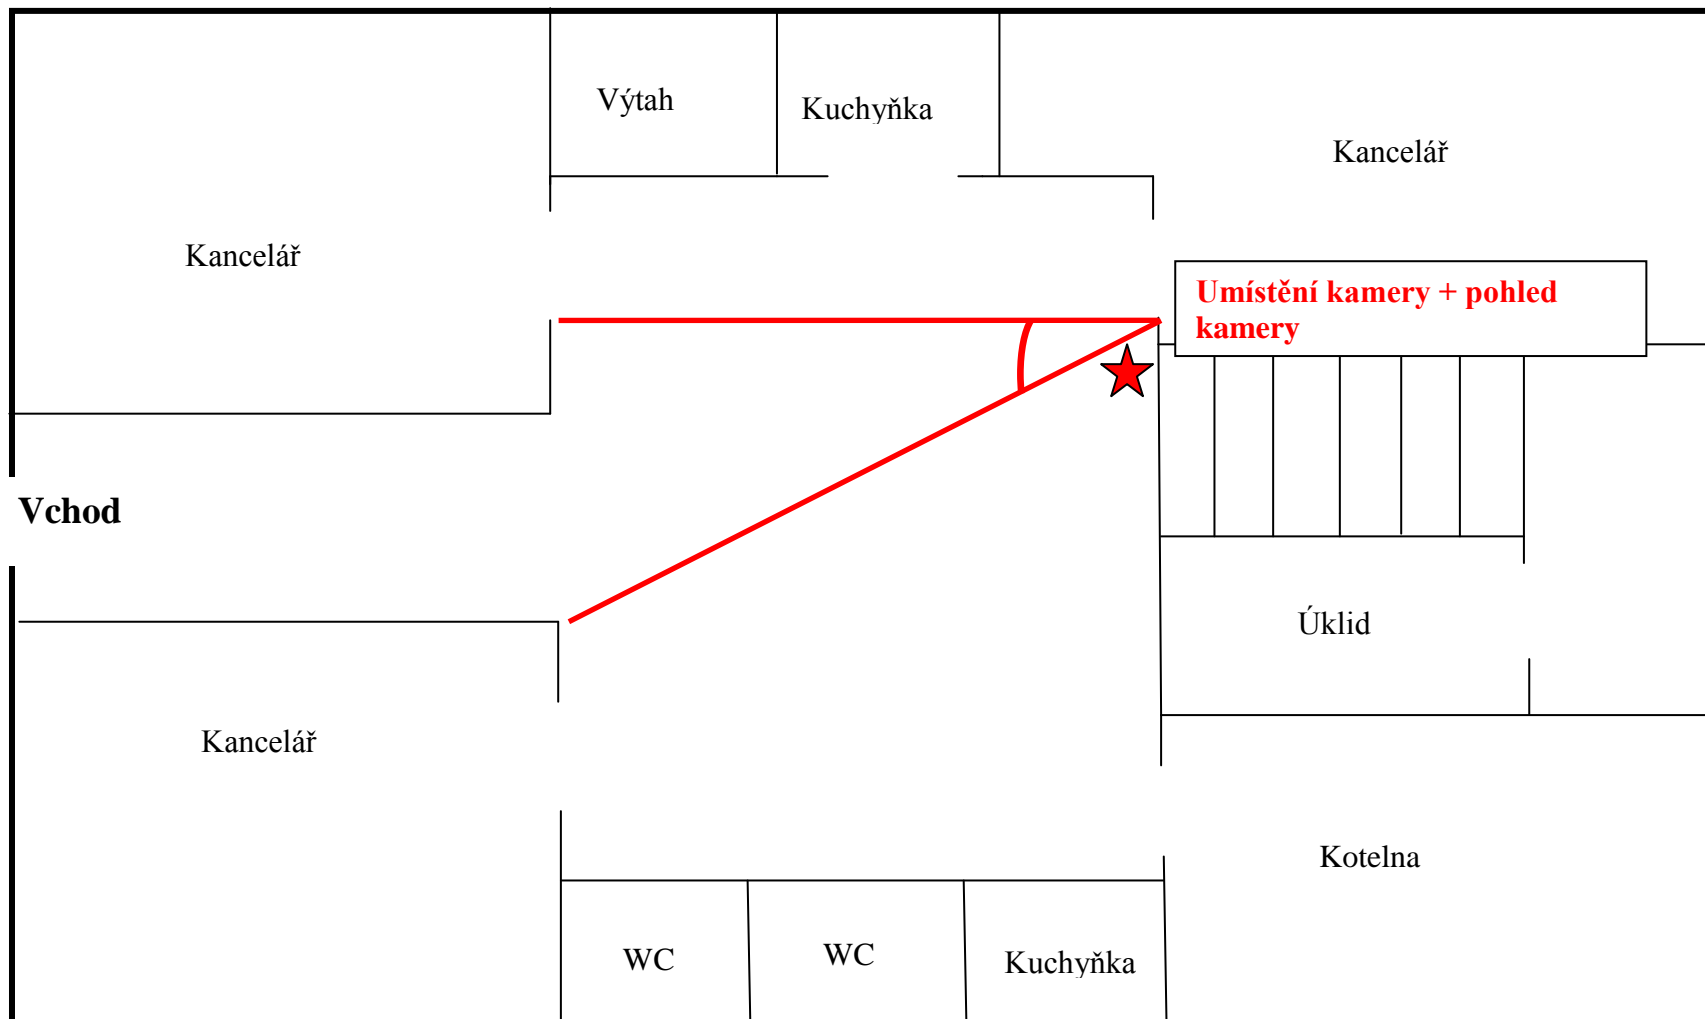 Výtah
Kuchyňka
Kancelář
Kancelář
Umístění kamery + pohled
kamery
Vchod
Úklid
Kancelář
Kotelna
WC
WC
Kuchyňka